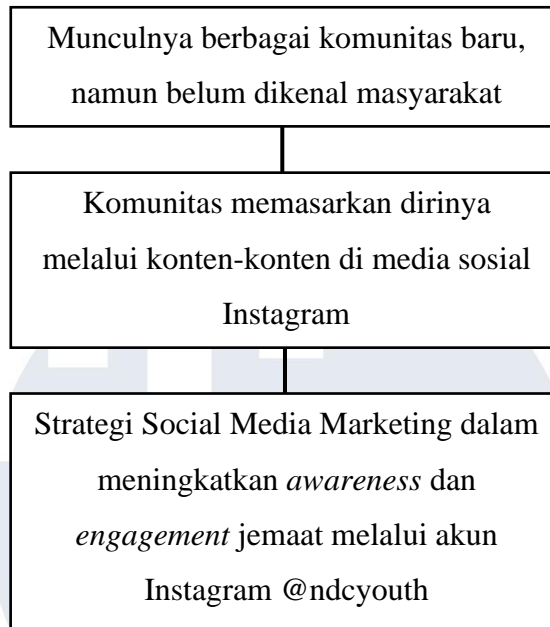 Munculnya berbagai komunitas baru,
namun belum dikenal masyarakat
Komunitas memasarkan dirinya
melalui konten-konten di media sosial
Instagram
Strategi Social Media Marketing dalam
meningkatkan awareness dan
engagement jemaat melalui akun
Instagram @ndcyouth